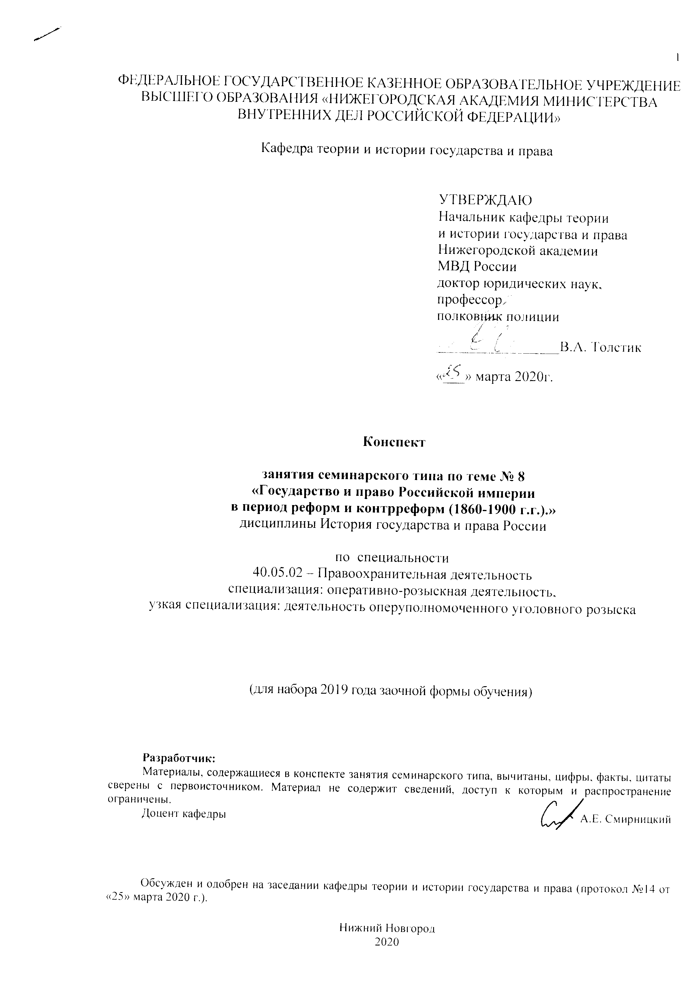 1
ФЕДЕРАЛЬНОЕ ГОСУДАРСТВЕННОЕ КАЗЕННОЕ ОБРАЗОВАТЕЛЬНОЕ УЧРЕЖДЕНИЕ
ВЫСШЕГО ОБРАЗОВАНИЯ «НИЖЕГОРОДСКАЯ АКАДЕМИЯ МИНИСТЕРСТВА
ВНУТРЕННИХ ДЕЛ РОССИЙСКОЙ ФЕДЕРАЦИИ»
Кафедра теории и истории государства и права
УТВЕРЖДАЮ
Начальник кафедры теории
и истории государства и права
Нижегородской академии
МВД России
доктор юридических наук,
профессор,
полковник полиции
В.А. Толстик
«25» марта 2020г.
Конспект
занятия семинарского типа по теме № 8
«Государство и право Российской империи
в период реформ и контрреформ (1860-1900 г.г.).»
дисциплины История государства и права России
по специальности
40.05.02 – Правоохранительная деятельность
специализация: оперативно-розыскная деятельность,
узкая специализация: деятельность оперуполномоченного уголовного розыска
(для набора 2019 года заочной формы обучения)
Разработчик:
Материалы, содержащиеся в конспекте занятия семинарского типа, вычитаны, цифры, факты, цитаты
сверены с первоисточником. Материал не содержит сведений, доступ к которым и распространение
ограничены.
Доцент кафедры А.Е. Смирницкий
Обсужден и одобрен на заседании кафедры теории и истории государства и права (протокол №14 от
«25» марта 2020 г.).
Нижний Новгород
2020